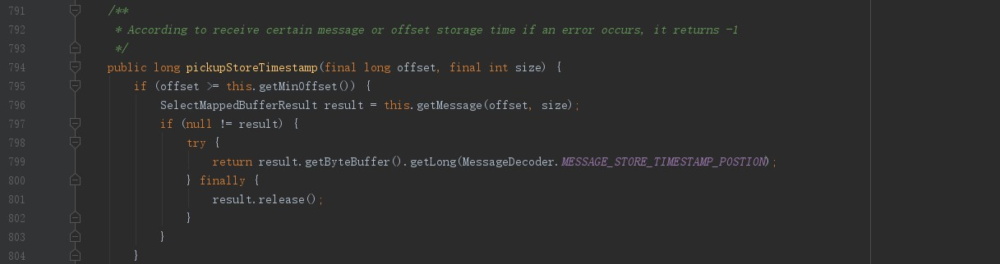 791 /**
792 * According to receive certain message or offset storage time if an error occurs, it returns -1
793 */
794 public long pickupStoreTimestamp(final long offset, final int size) {
795 if (offset >= this.getMinOffset()) {
796 SelectMappedBufferResult result = this.getMessage(offset, size);
797 if (null != result) {
798 try {
799 return result.getByteBuffer().getLong(MessageDecoder.MESSAGE_STORE_TIMESTAMP_POSTION);
800 } finally {
801 result.release();
802 }
803 }
804 }